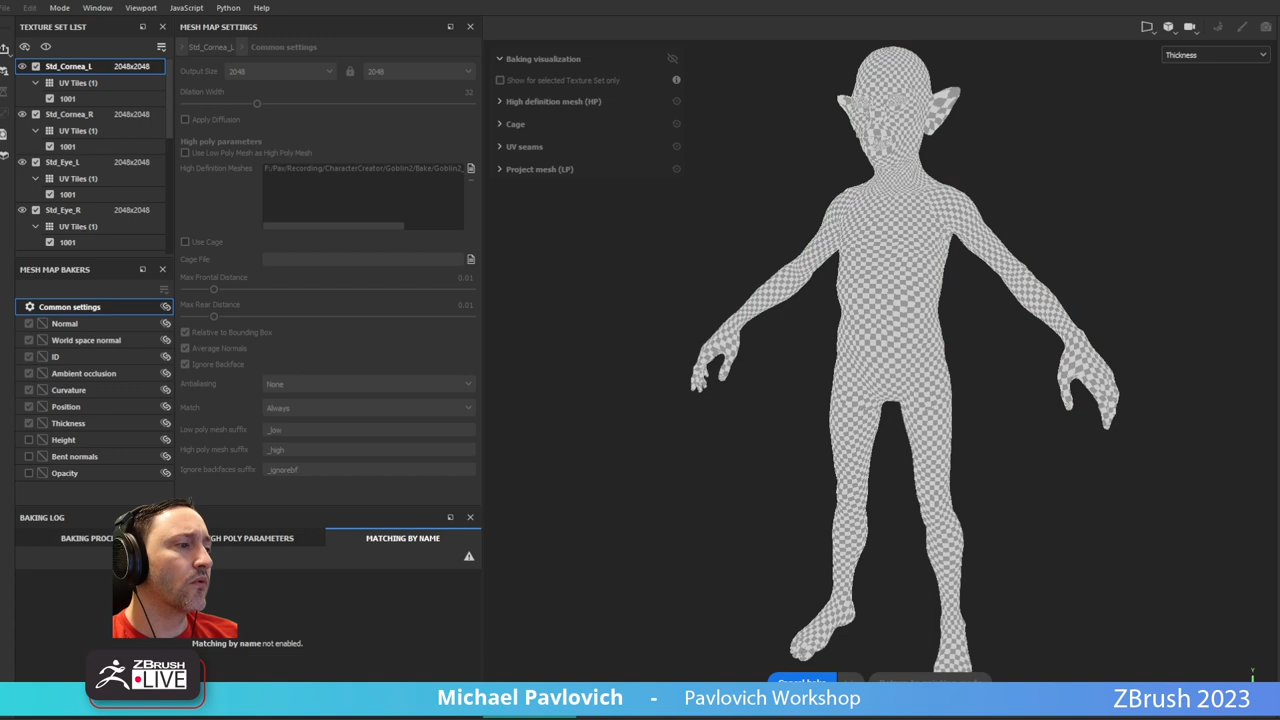 File Edit Mode Window Viewport JavaScript Python Help
TEXTURE SET LIST
Std_Cornea_L 2048x2048
UV Tiles (1)
1001
Std_Cornea_R 2048x2048
UV Tiles (1)
1001
Std_Eye_L 2048x2048
UV Tiles (1)
1001
Std_Eye_R 2048x2048
UV Tiles (1)
1001
MESH MAP BAKERS
Common settings
Normal
World space normal
ID
Ambient occlusion
Curvature
Position
Thickness
Height
Bent normals
Opacity
MESH MAP SETTINGS
Std_Cornea_L > Common settings
Output Size 2048 2048
Dilation Width 32
Apply Diffusion
High poly parameters
Use Low Poly Mesh as High Poly Mesh
High Definition Meshes F:/Pav/Recording/CharacterCreator/Goblin2/Bake/Goblin2_
Use Cage
Cage File
Max Frontal Distance 0.01
Max Rear Distance 0.01
Relative to Bounding Box
Average Normals
Ignore Backface
Antialiasing None
Match Always
Low poly mesh suffix _low
High poly mesh suffix _high
Ignore backfaces suffix _ignorebf
BAKING LOG
BAKING PROC GH POLY PARAMETERS MATCHING BY NAME
Matching by name not enabled.
Baking visualization
Show for selected Texture Set only
High definition mesh (HP)
Cage
UV seams
Project mesh (LP)
Thickness
Y
ZBRUSH
LIVE
Michael Pavlovich - Pavlovich Workshop
ZBrush 2023